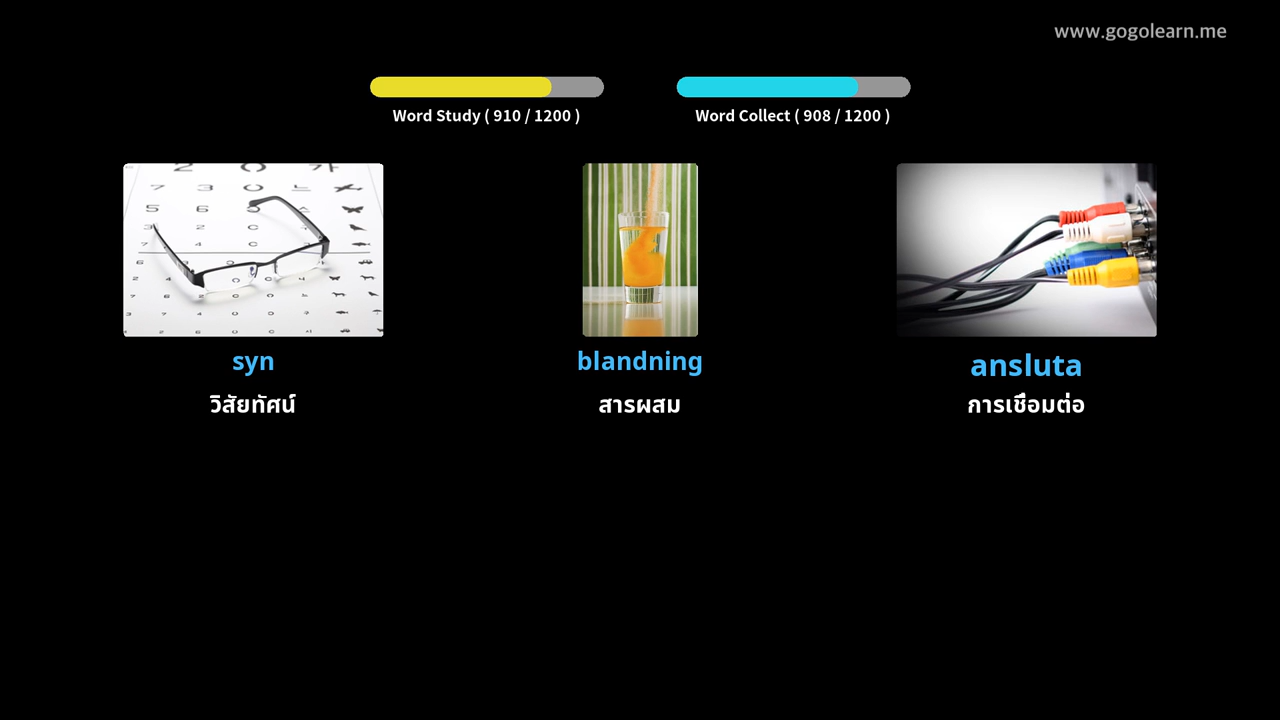 www.gogolearn.me
Word Study ( 910 / 1200 )
Word Collect ( 908 / 1200 )
syn
blandning
ansluta
วิสัยทัศน์
สารผสม
การเชื่อมต่อ